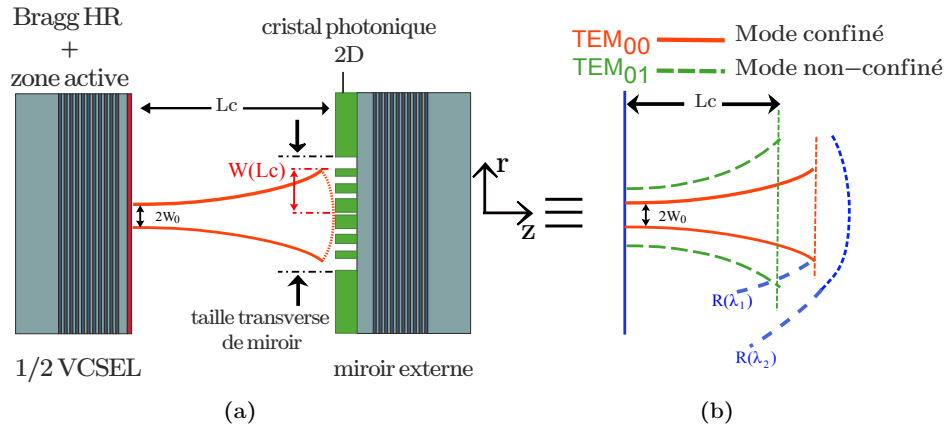 Bragg HR
+
zone active
cristal photonique
2D
Lc
W(Lc)
2W₀
r
z
taille transverse
de miroir
1/2 VCSEL
miroir externe
(a)
TEM₀₀ Mode confiné
TEM₀₁ Mode non−confiné
Lc
2W₀
R(λ₁)
R(λ₂)
(b)